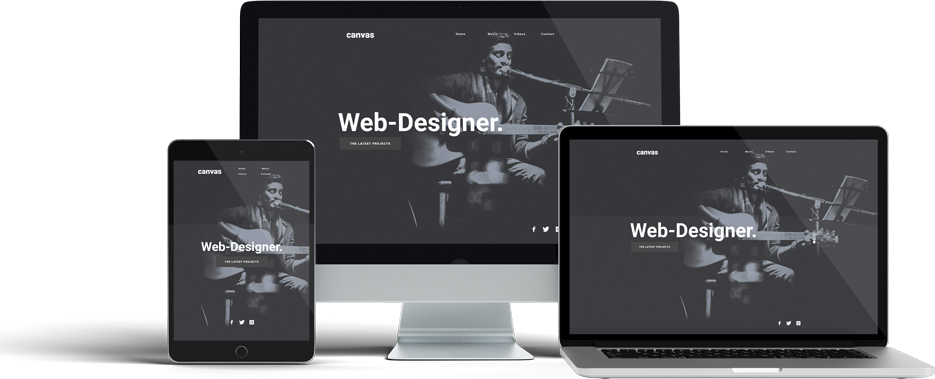 canvas
Home Music Videos Contact
Web-Designer.
THE LATEST PROJECTS
canvas
Home Music
Videos Contact
Web-Designer.
THE LATEST PROJECTS
canvas
Home Music Videos Contact
Web-Designer.
THE LATEST PROJECTS